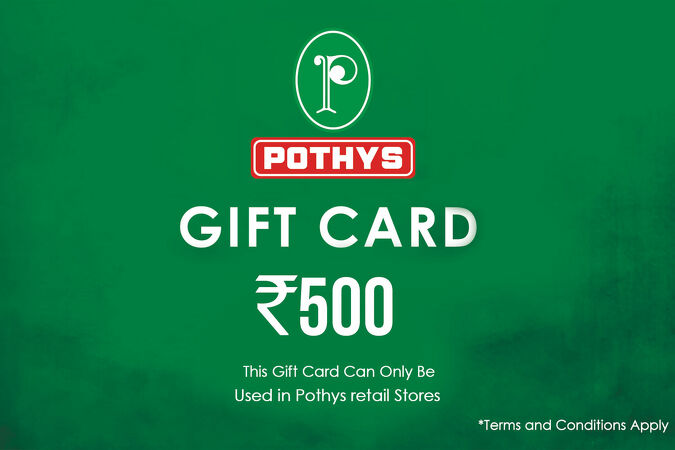 P
POTHYS
GIFT CARD
₹500
This Gift Card Can Only Be
Used in Pothys retail Stores
*Terms and Conditions Apply